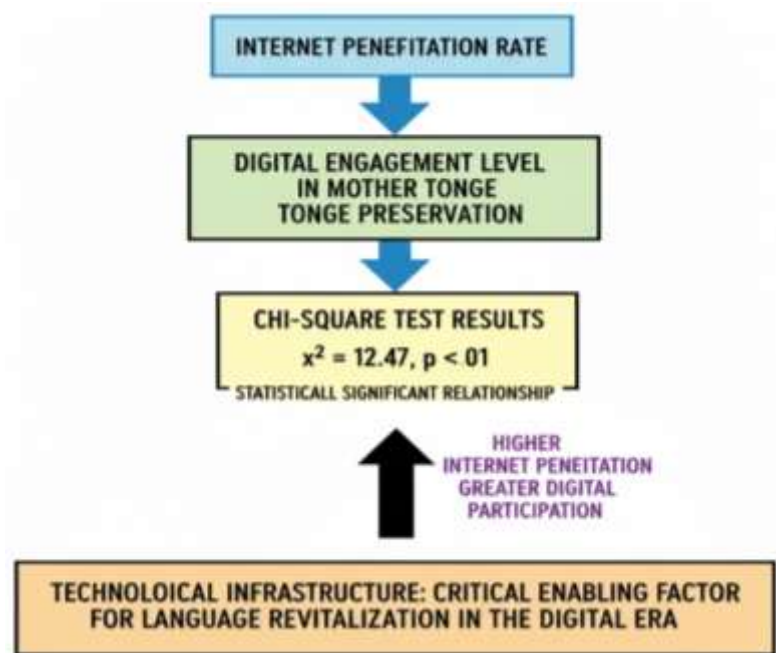 INTERNET PENEFITATION RATE
DIGITAL ENGAGEMENT LEVEL
IN MOTHER TONGE
TONGE PRESERVATION
CHI-SQUARE TEST RESULTS
x² = 12.47, p < 01
STATISTICALL SIGNIFICANT RELATIONSHIP
HIGHER
INTERNET PENEITATION
GREATER DIGITAL
PARTICIPATION
TECHNOLOICAL INFRASTRUCTURE: CRITICAL ENABLING FACTOR
FOR LANGUAGE REVITALIZATION IN THE DIGITAL ERA